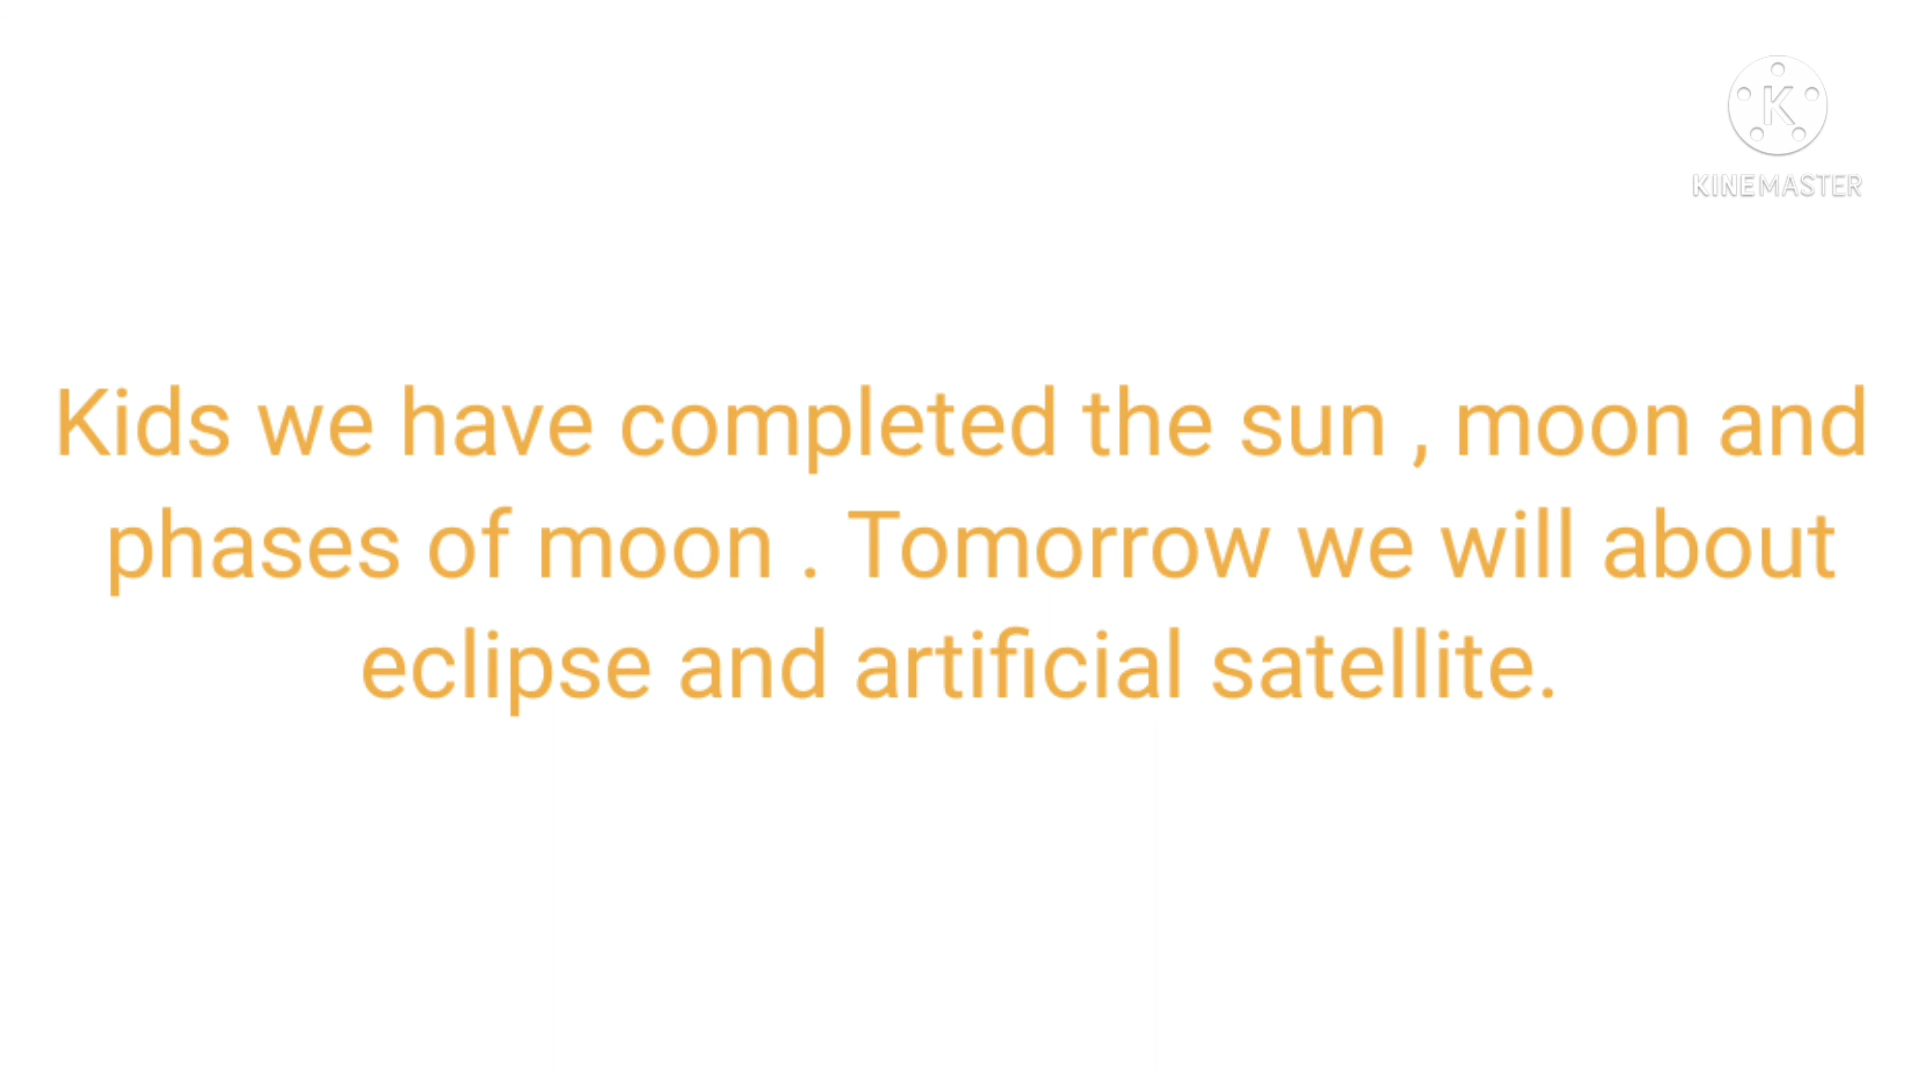 K
KINEMASTER
Kids we have completed the sun , moon and
phases of moon . Tomorrow we will about
eclipse and artificial satellite.